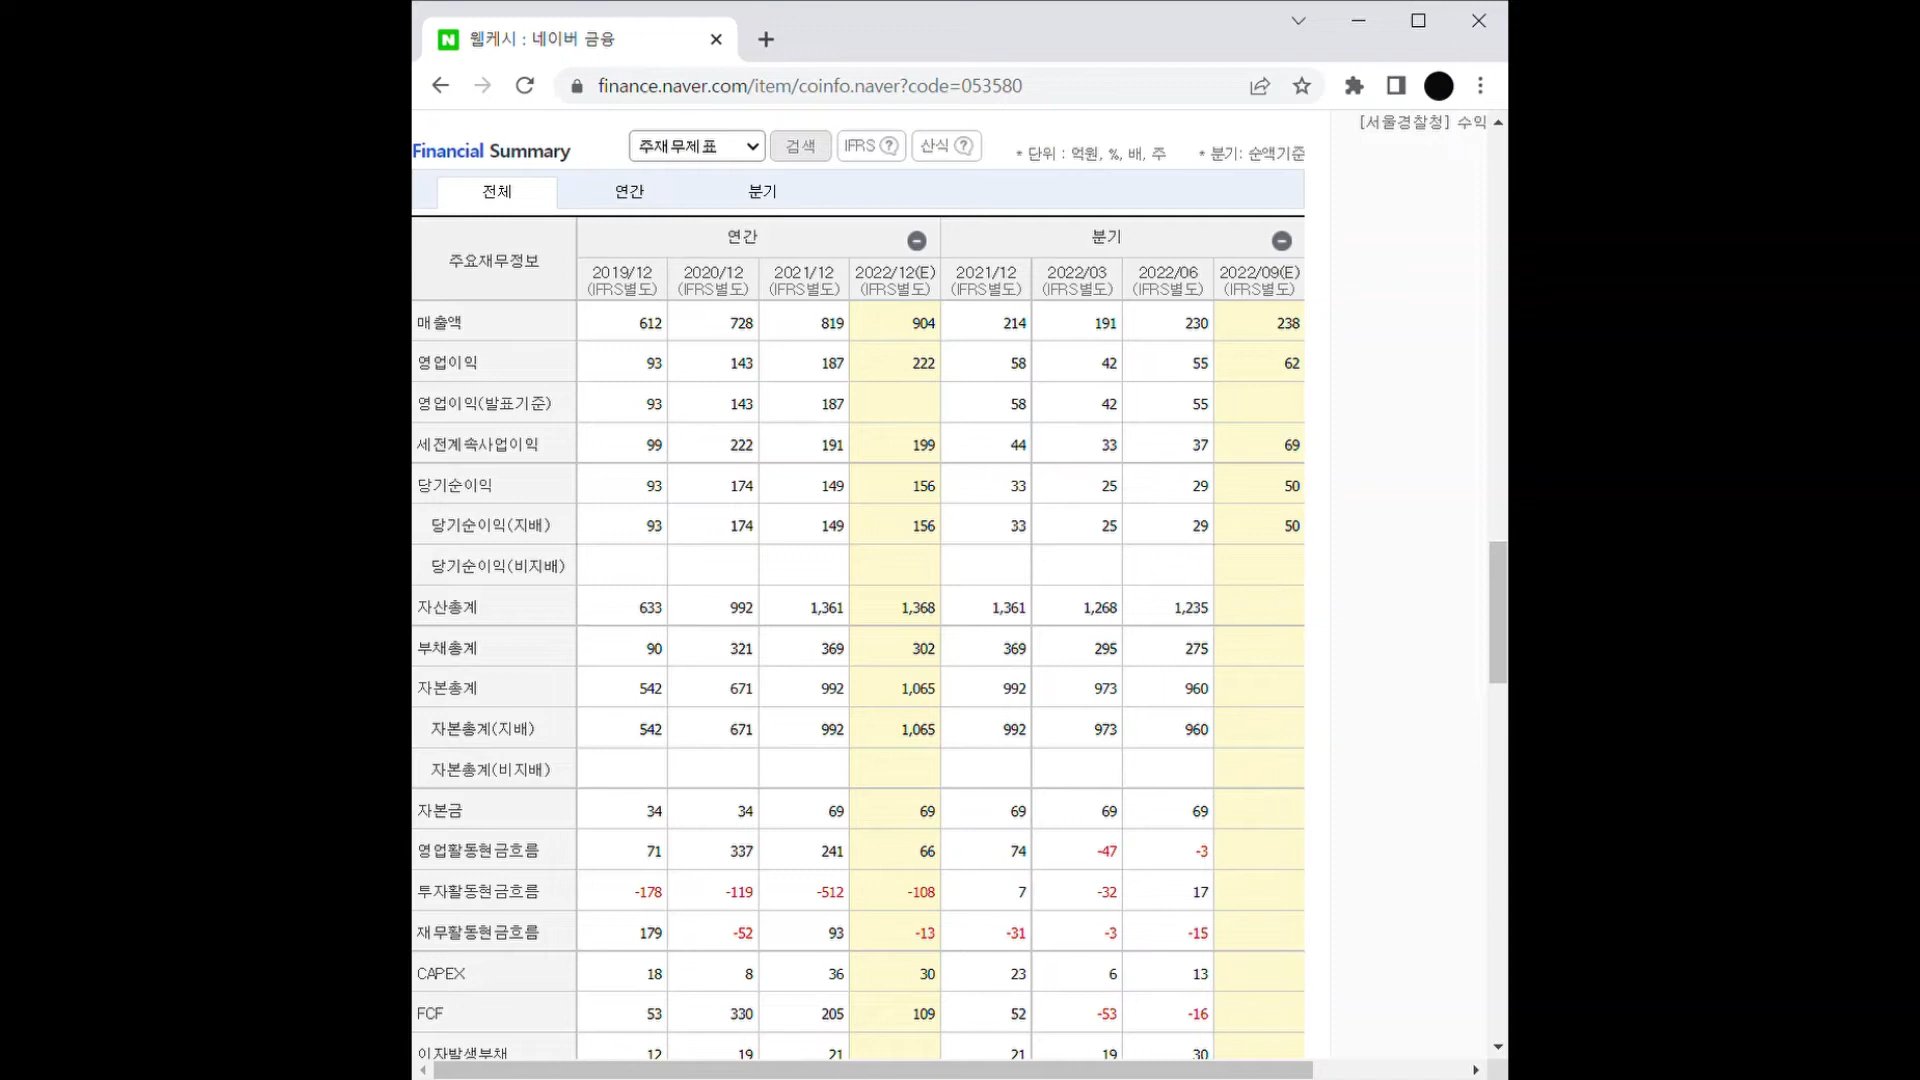 웹케시 : 네이버 금융
finance.naver.com/item/coinfo.naver?code=053580
[서울경찰청] 수익
Financial Summary 주재무제표 검색 IFRS ? 산식 ? * 단위 : 억원, %, 배, 주 * 분기: 순액기준
전체 연간 분기
주요재무정보 연간 분기
2019/12 2020/12 2021/12 2022/12(E) 2021/12 2022/03 2022/06 2022/09(E)
(IFRS별도) (IFRS별도) (IFRS별도) (IFRS별도) (IFRS별도) (IFRS별도) (IFRS별도) (IFRS별도)
매출액 612 728 819 904 214 191 230 238
영업이익 93 143 187 222 58 42 55 62
영업이익(발표기준) 93 143 187 58 42 55
세전계속사업이익 99 222 191 199 44 33 37 69
당기순이익 93 174 149 156 33 25 29 50
당기순이익(지배) 93 174 149 156 33 25 29 50
당기순이익(비지배)
자산총계 633 992 1,361 1,368 1,361 1,268 1,235
부채총계 90 321 369 302 369 295 275
자본총계 542 671 992 1,065 992 973 960
자본총계(지배) 542 671 992 1,065 992 973 960
자본총계(비지배)
자본금 34 34 69 69 69 69 69
영업활동현금흐름 71 337 241 66 74 -47 -3
투자활동현금흐름 -178 -119 -512 -108 7 -32 17
재무활동현금흐름 179 -52 93 -13 -31 -3 -15
CAPEX 18 8 36 30 23 6 13
FCF 53 330 205 109 52 -53 -16
이자발생부채 12 19 21 21 19 30